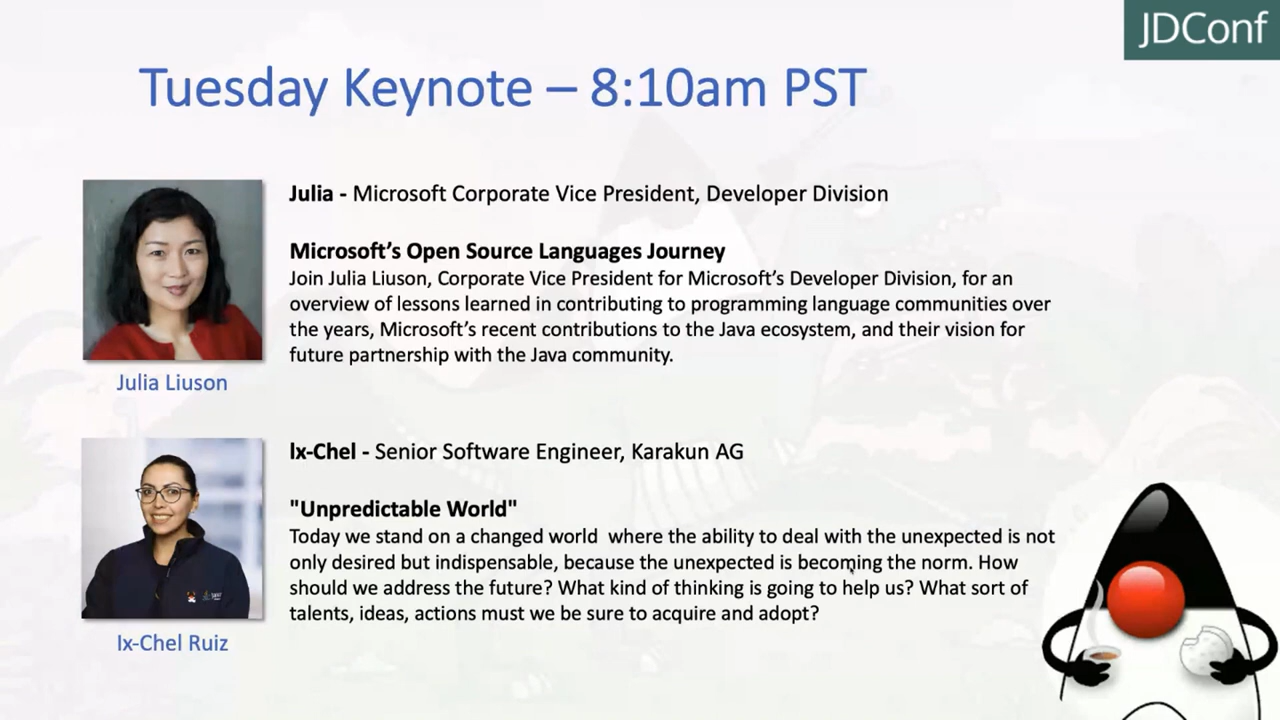 JDConf
Tuesday Keynote – 8:10am PST
Julia - Microsoft Corporate Vice President, Developer Division
Microsoft's Open Source Languages Journey
Join Julia Liuson, Corporate Vice President for Microsoft's Developer Division, for an
overview of lessons learned in contributing to programming language communities over
the years, Microsoft's recent contributions to the Java ecosystem, and their vision for
future partnership with the Java community.
Julia Liuson
Ix-Chel - Senior Software Engineer, Karakun AG
"Unpredictable World"
Today we stand on a changed world  where the ability to deal with the unexpected is not
only desired but indispensable, because the unexpected is becoming the norm. How
should we address the future? What kind of thinking is going to help us? What sort of
talents, ideas, actions must we be sure to acquire and adopt?
Ix-Chel Ruiz